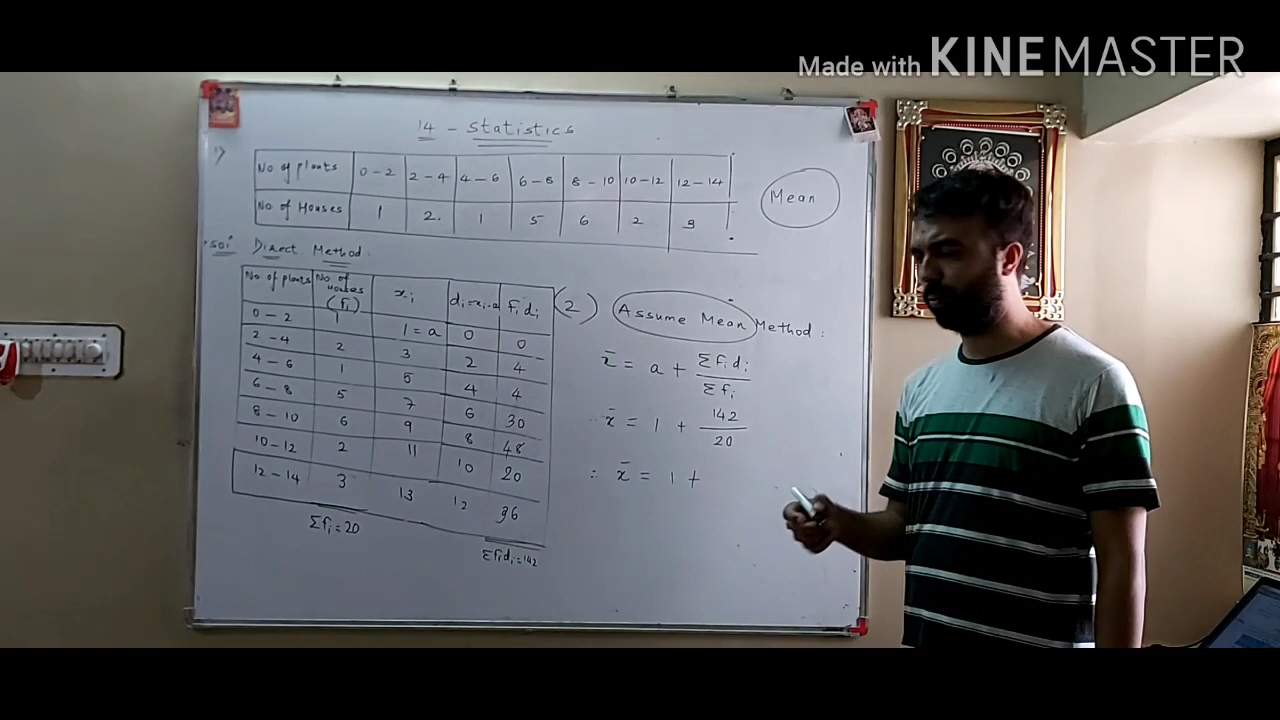 Made with KINEMASTER
14 - Statistics
1)
No of plants 0-2 2-4 4-6 6-8 8-10 10-12 12-14
No of Houses 1 2. 1 5 6 2 3
Mean
Sol: Direct Method:
No of plants No of Houses (fi) xi di=xi-a fidi
0-2 1 1=a 0 0
2-4 2 3 2 4
4-6 1 5 4 4
6-8 5 7 6 30
8-10 6 9 8 48
10-12 2 11 10 20
12-14 3 13 12 96
Σfi=20
Σfidi=142
(2) Assume Mean Method:
x̄ = a + Σfidi/Σfi
x̄ = 1 + 142/20
∴ x̄ = 1 +